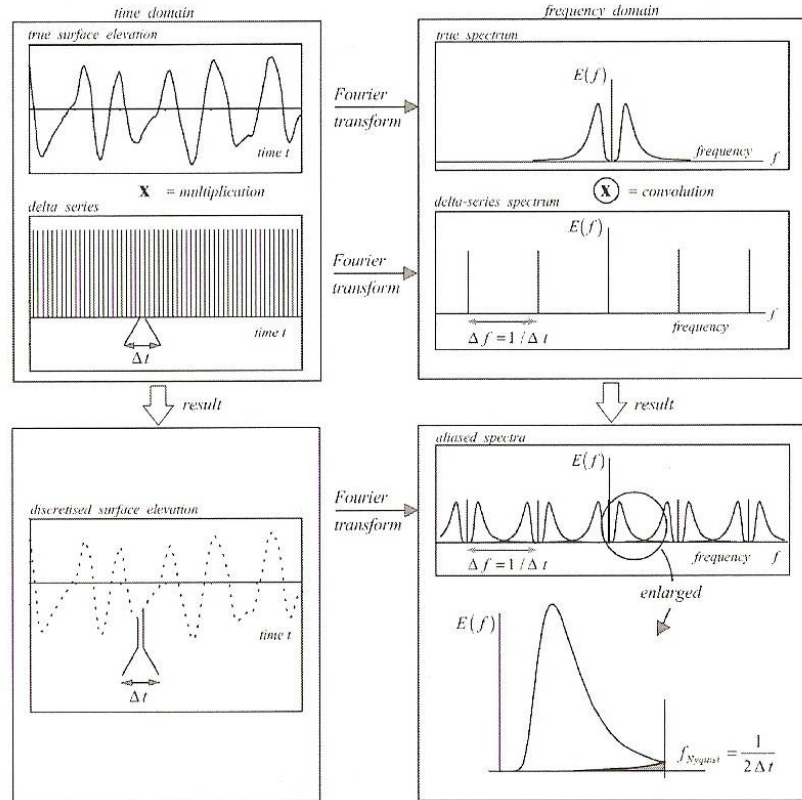 time domain
frequency domain
true surface elevation
time t
Fourier
transform
true spectrum
E(f)
frequency
f
X = multiplication
X = convolution
delta series
time t
Δt
Fourier
transform
delta-series spectrum
E(f)
frequency
f
Δf = 1/Δt
result
result
discretised surface elevation
time t
Δt
Fourier
transform
aliased spectra
E(f)
Δf = 1/Δt
frequency
f
enlarged
E(f)
f_Nyquist = 1/2Δt